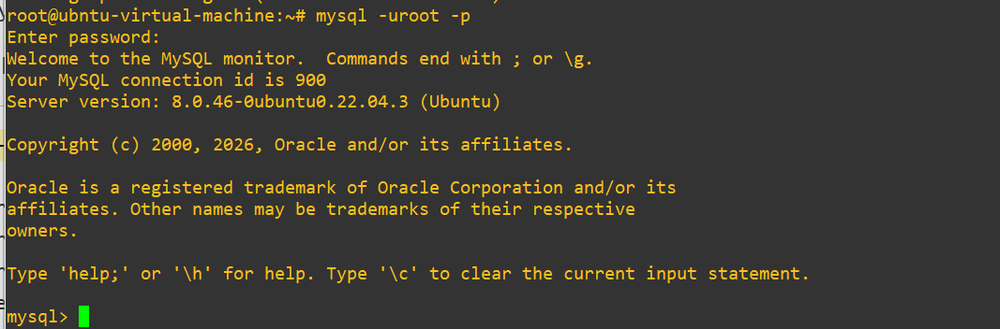 root@ubntu-virtual-machine:~# mysql -uroot -p
Enter password:
Welcome to the MySQL monitor.  Commands end with ; or \g.
Your MySQL connection id is 900
Server version: 8.0.46-0ubuntu0.22.04.3 (Ubuntu)
Copyright (c) 2000, 2026, Oracle and/or its affiliates.
Oracle is a registered trademark of Oracle Corporation and/or its
affiliates. Other names may be trademarks of their respective
owners.
Type 'help;' or '\h' for help. Type '\c' to clear the current input statement.
mysql>